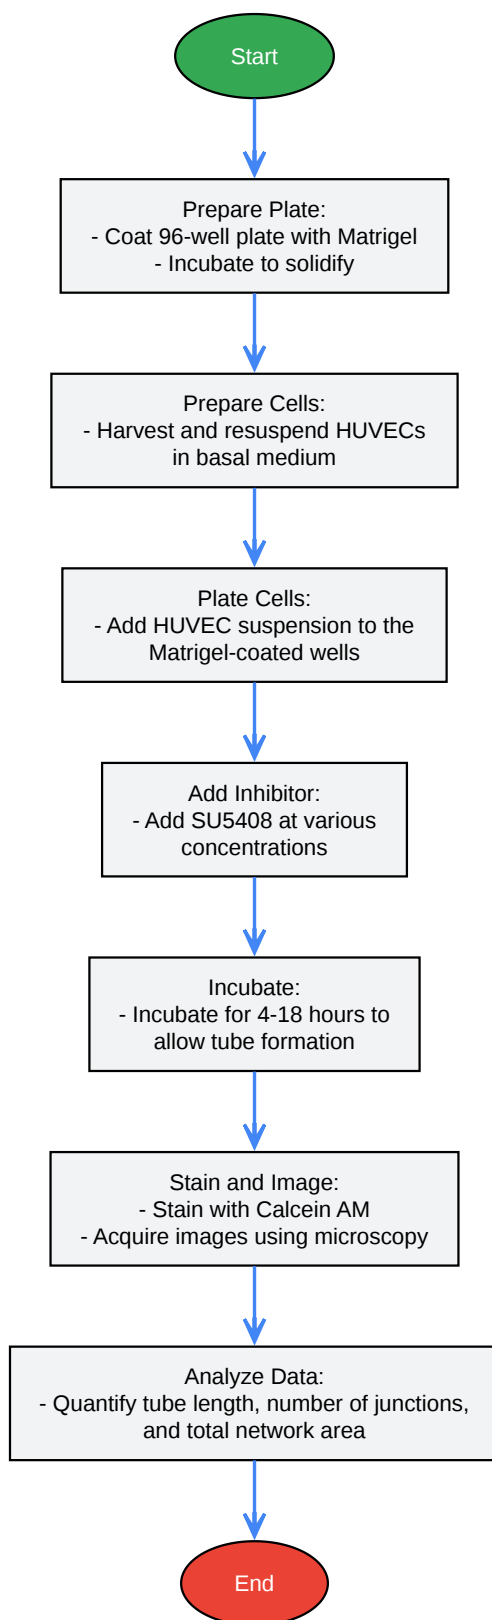 Start
Prepare Plate:
- Coat 96-well plate with Matrigel
- Incubate to solidify
Prepare Cells:
- Harvest and resuspend HUVECs
in basal medium
Plate Cells:
- Add HUVEC suspension to the
Matrigel-coated wells
Add Inhibitor:
- Add SU5408 at various
concentrations
Incubate:
- Incubate for 4-18 hours to
allow tube formation
Stain and Image:
- Stain with Calcein AM
- Acquire images using microscopy
Analyze Data:
- Quantify tube length, number of junctions,
and total network area
End